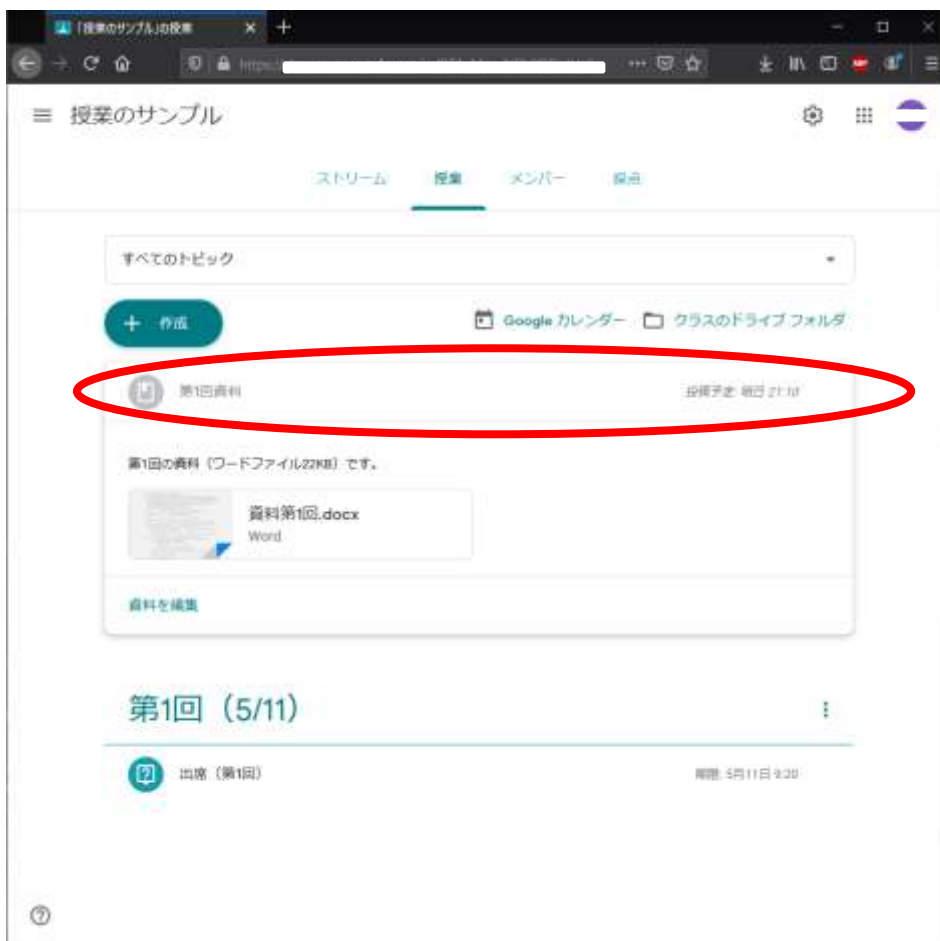 「授業のサンプル」の授業
授業のサンプル
ストリーム 授業 メンバー 採点
すべてのトピック
作成
Google カレンダー クラスのドライブ フォルダ
第1回資料 投稿予定: 明日 21:10
第1回の資料（ワードファイル22KB）です。
資料第1回.docx
Word
資料を編集
第1回（5/11）
出席（第1回） 期限: 5月11日 9:20